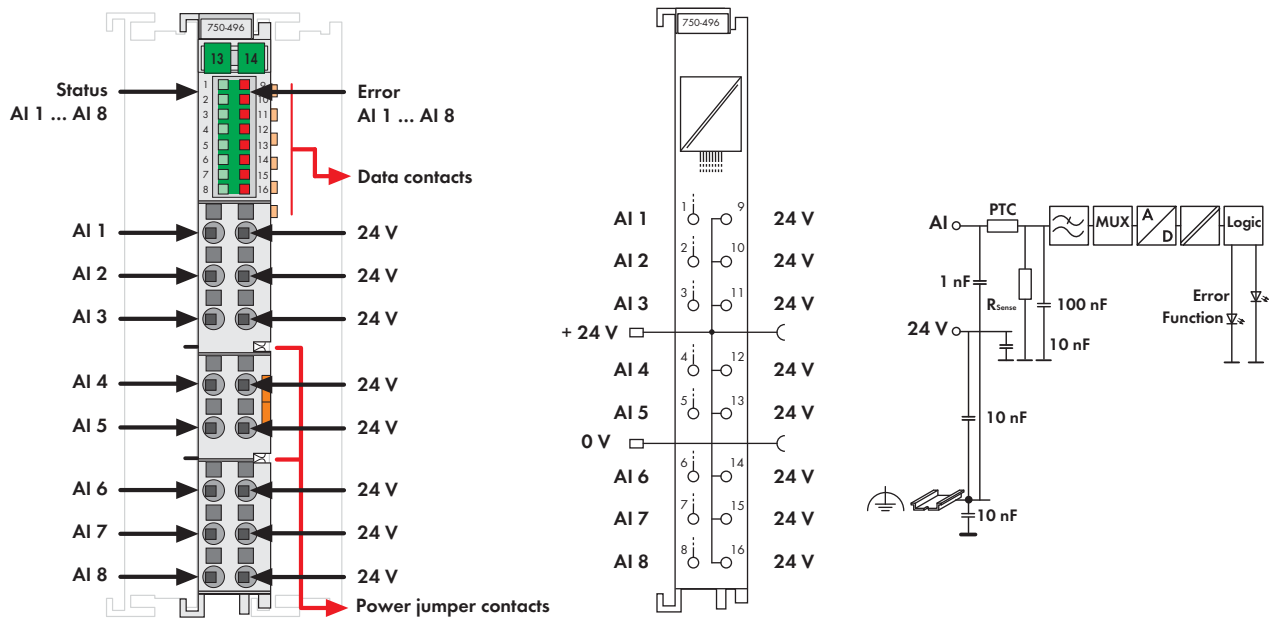 750-496
13 14
1 9
2 10
3 11
4 12
5 13
6 14
7 15
8 16
Status
AI 1 ... AI 8
Error
AI 1 ... AI 8
Data contacts
AI 1 24 V
AI 2 24 V
AI 3 24 V
AI 4 24 V
AI 5 24 V
AI 6 24 V
AI 7 24 V
AI 8 24 V
Power jumper contacts
750-496
AI 1 1 9 24 V
AI 2 2 10 24 V
AI 3 3 11 24 V
+ 24 V
AI 4 4 12 24 V
AI 5 5 13 24 V
0 V
AI 6 6 14 24 V
AI 7 7 15 24 V
AI 8 8 16 24 V
AI PTC MUX A D Logic
1 nF
RSense
100 nF
24 V
10 nF
Error
Function
10 nF
10 nF